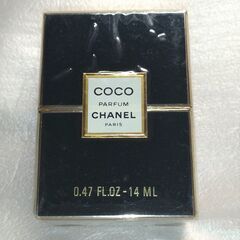 COCO
PARFUM
CHANEL
PARIS
0.47 FL.OZ-14 ML